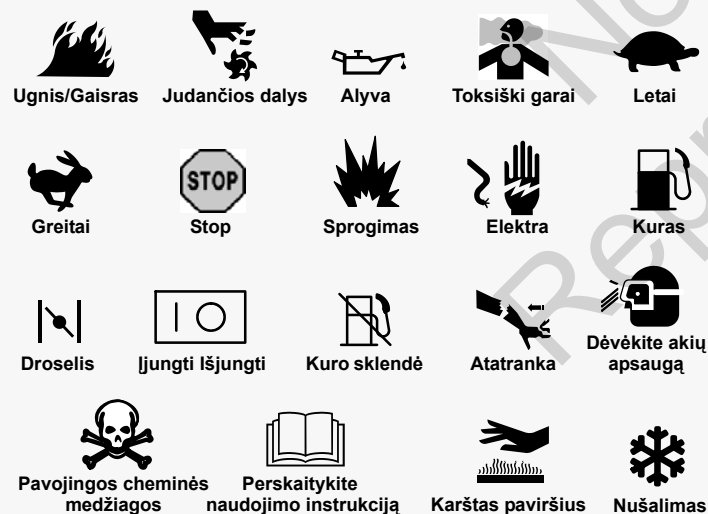 Ugnis/Gaisras Judančios dalys Alyva Toksiški garai Letai
STOP
Greitai Stop Sprogimas Elektra Kuras
Droselis Įjungti Išjungti Kuro sklendė Atatranka Dėvėkite akių
apsaugą
Pavojingos cheminės
medžiagos
Perskaitykite
naudojimo instrukciją
Karštas paviršius Nušalimas